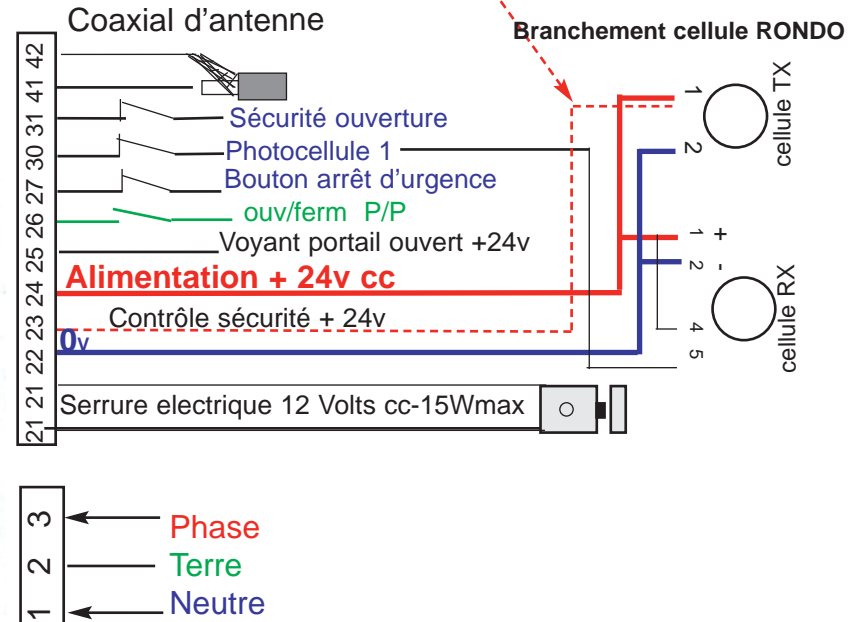 Coaxial d'antenne
Branchement cellule RONDO
42
41
31 Sécurité ouverture
30 Photocellule 1
27 Bouton arrêt d'urgence
26 ouv/ferm P/P
25 Voyant portail ouvert +24v
24 Alimentation + 24v cc
23 Contrôle sécurité + 24v
22 0v
21 Serrure electrique 12 Volts cc-15Wmax
21
1
2
cellule TX
1 +
2 -
4
5
cellule RX
3 Phase
2 Terre
1 Neutre